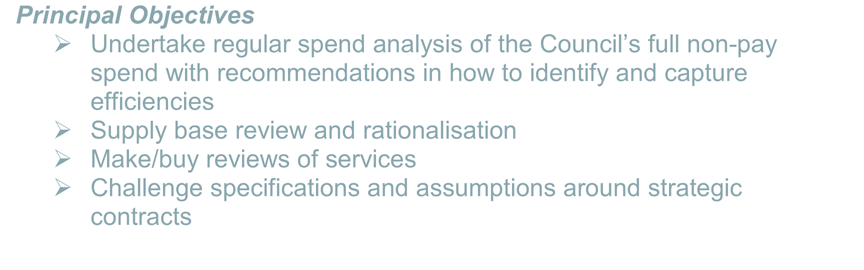 Principal Objectives
➢ Undertake regular spend analysis of the Council's full non-pay
spend with recommendations in how to identify and capture
efficiencies
➢ Supply base review and rationalisation
➢ Make/buy reviews of services
➢ Challenge specifications and assumptions around strategic
contracts